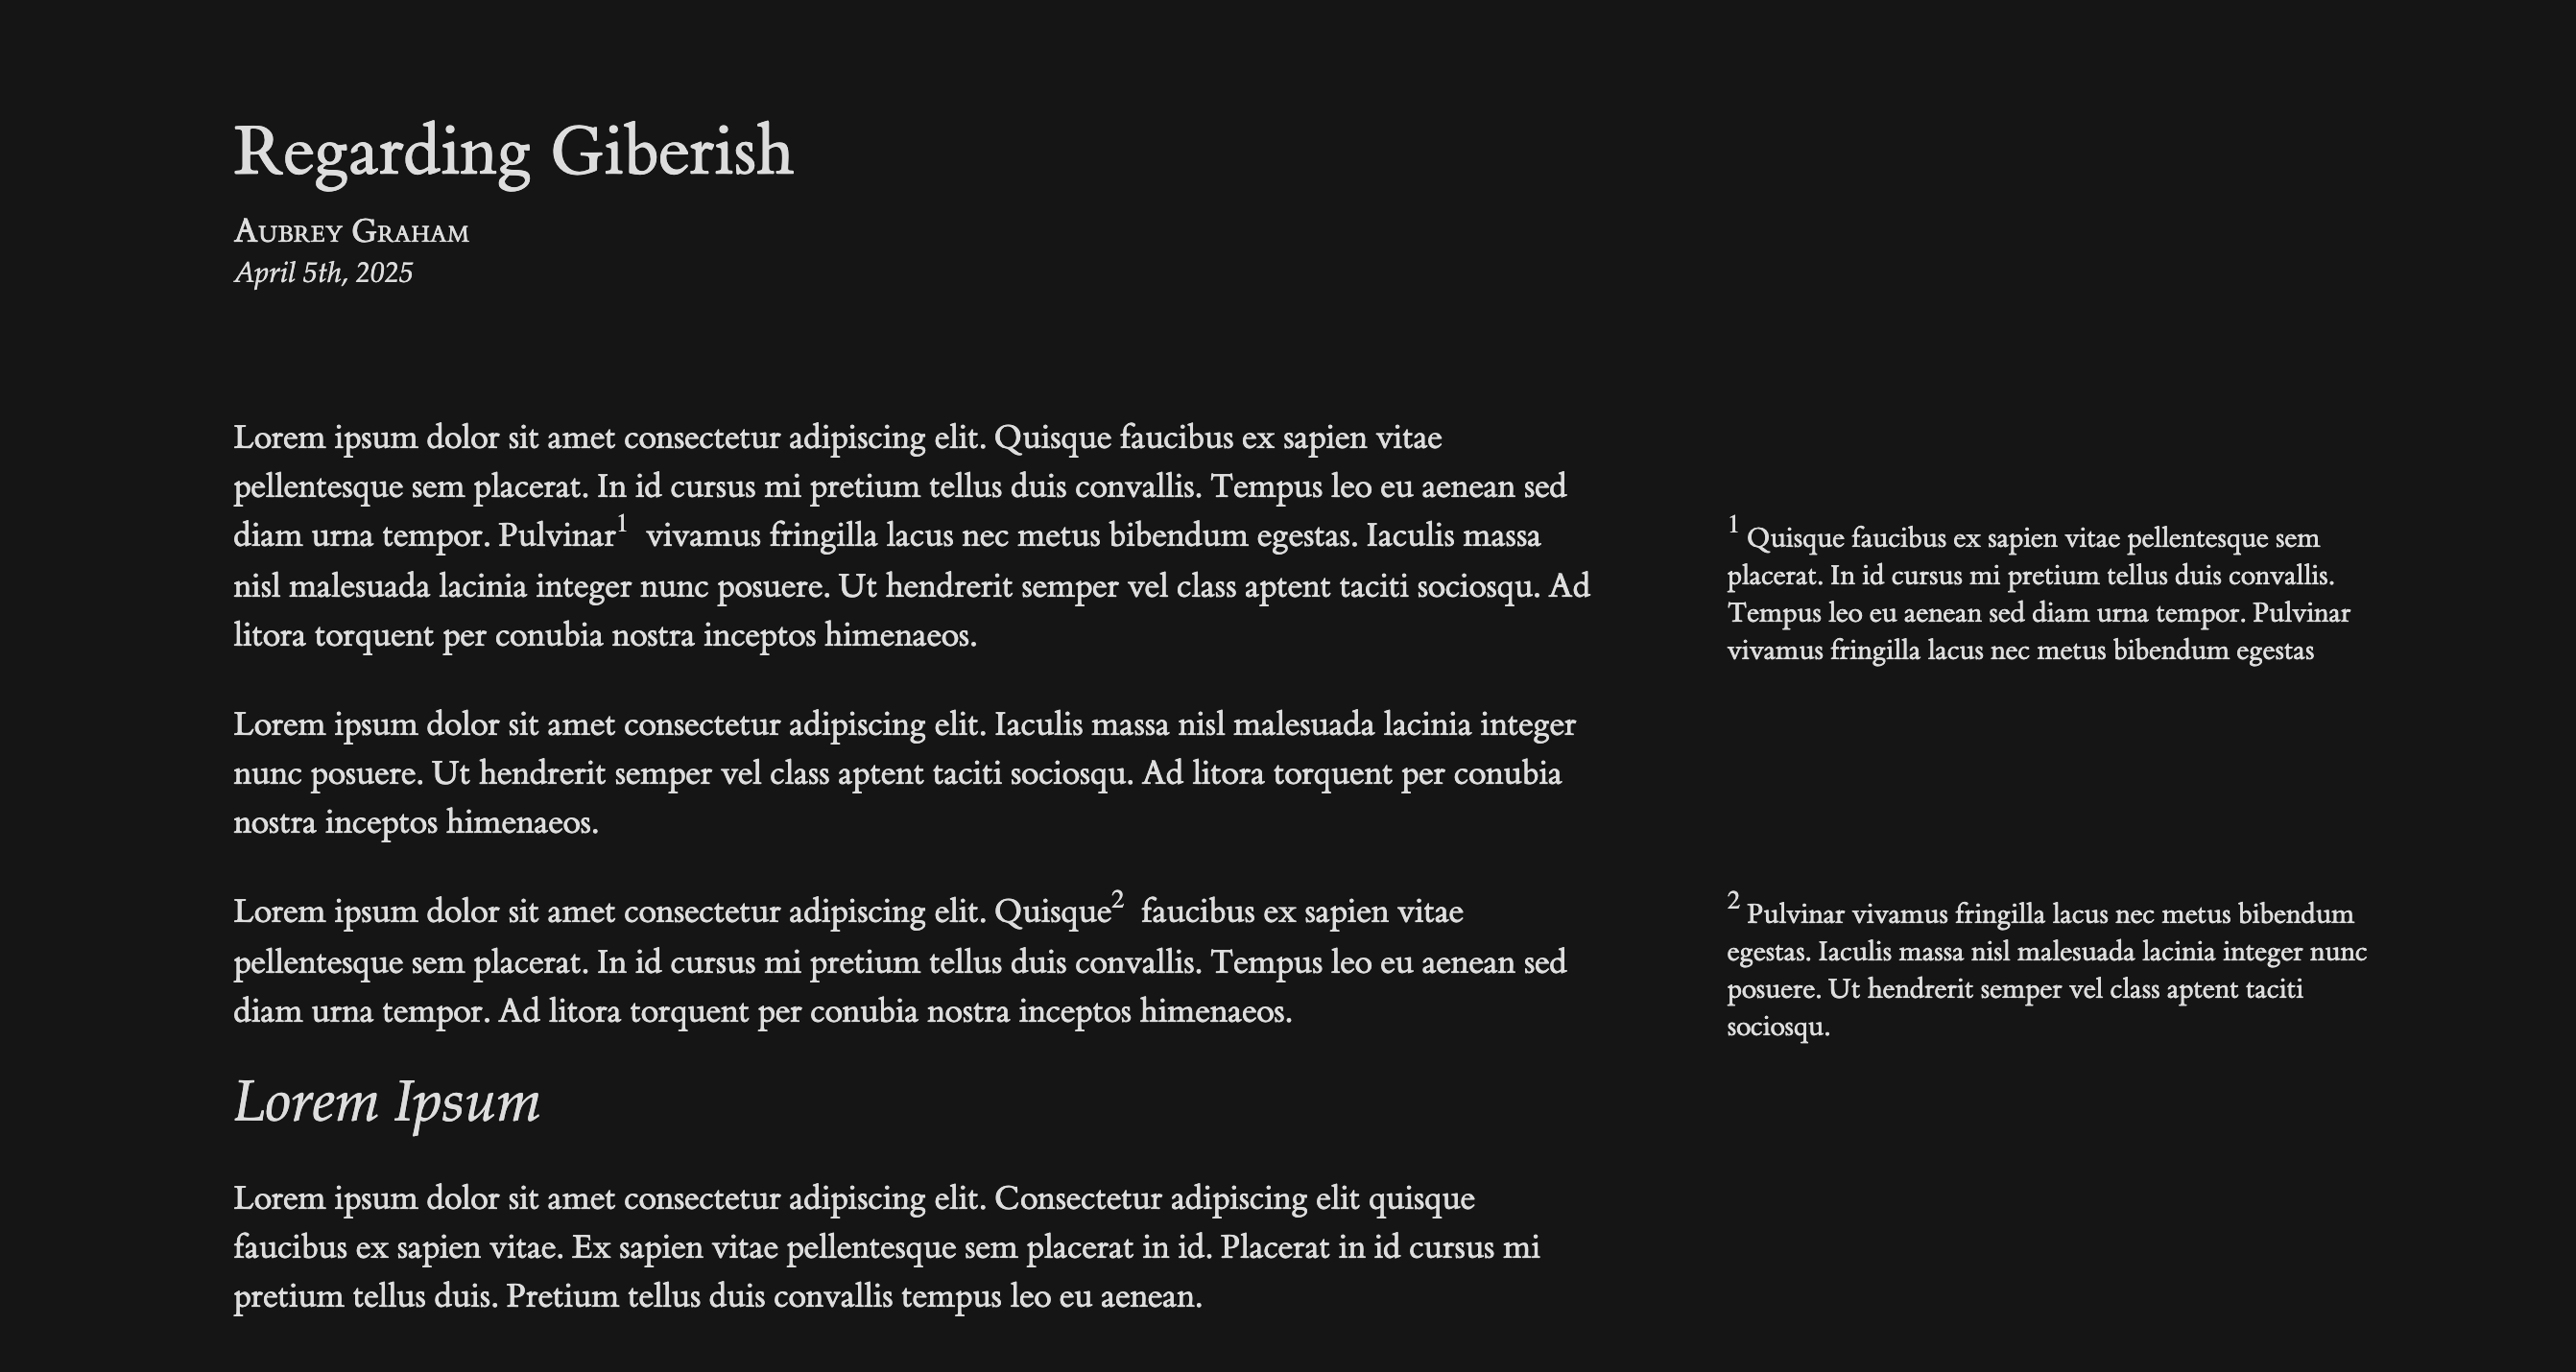 Regarding Giberish
Aubrey Graham
April 5th, 2025
Lorem ipsum dolor sit amet consectetur adipiscing elit. Quisque faucibus ex sapien vitae
pellentesque sem placerat. In id cursus mi pretium tellus duis convallis. Tempus leo eu aenean sed
diam urna tempor. Pulvinar1 vivamus fringilla lacus nec metus bibendum egestas. Iaculis massa
nisl malesuada lacinia integer nunc posuere. Ut hendrerit semper vel class aptent taciti sociosqu. Ad
litora torquent per conubia nostra inceptos himenaeos.
1 Quisque faucibus ex sapien vitae pellentesque sem
placerat. In id cursus mi pretium tellus duis convallis.
Tempus leo eu aenean sed diam urna tempor. Pulvinar
vivamus fringilla lacus nec metus bibendum egestas
Lorem ipsum dolor sit amet consectetur adipiscing elit. Iaculis massa nisl malesuada lacinia integer
nunc posuere. Ut hendrerit semper vel class aptent taciti sociosqu. Ad litora torquent per conubia
nostra inceptos himenaeos.
Lorem ipsum dolor sit amet consectetur adipiscing elit. Quisque2 faucibus ex sapien vitae
pellentesque sem placerat. In id cursus mi pretium tellus duis convallis. Tempus leo eu aenean sed
diam urna tempor. Ad litora torquent per conubia nostra inceptos himenaeos.
2 Pulvinar vivamus fringilla lacus nec metus bibendum
egestas. Iaculis massa nisl malesuada lacinia integer nunc
posuere. Ut hendrerit semper vel class aptent taciti
sociosqu.
Lorem Ipsum
Lorem ipsum dolor sit amet consectetur adipiscing elit. Consectetur adipiscing elit quisque
faucibus ex sapien vitae. Ex sapien vitae pellentesque sem placerat in id. Placerat in id cursus mi
pretium tellus duis. Pretium tellus duis convallis tempus leo eu aenean.